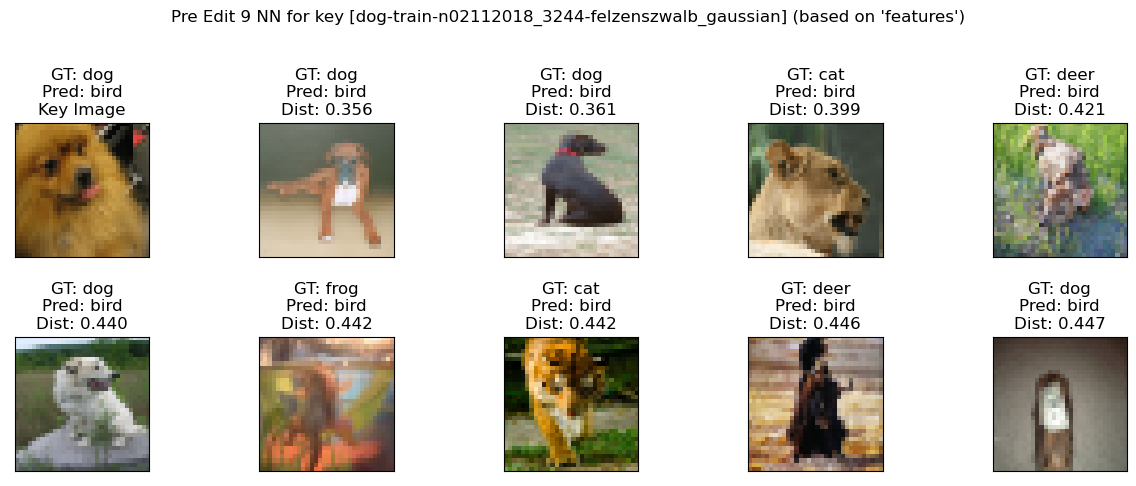 Pre Edit 9 NN for key [dog-train-n02112018_3244-felzenszwalb_gaussian] (based on 'features')
GT: dog
Pred: bird
Key Image
GT: dog
Pred: bird
Dist: 0.356
GT: dog
Pred: bird
Dist: 0.361
GT: cat
Pred: bird
Dist: 0.399
GT: deer
Pred: bird
Dist: 0.421
GT: dog
Pred: bird
Dist: 0.440
GT: frog
Pred: bird
Dist: 0.442
GT: cat
Pred: bird
Dist: 0.442
GT: deer
Pred: bird
Dist: 0.446
GT: dog
Pred: bird
Dist: 0.447